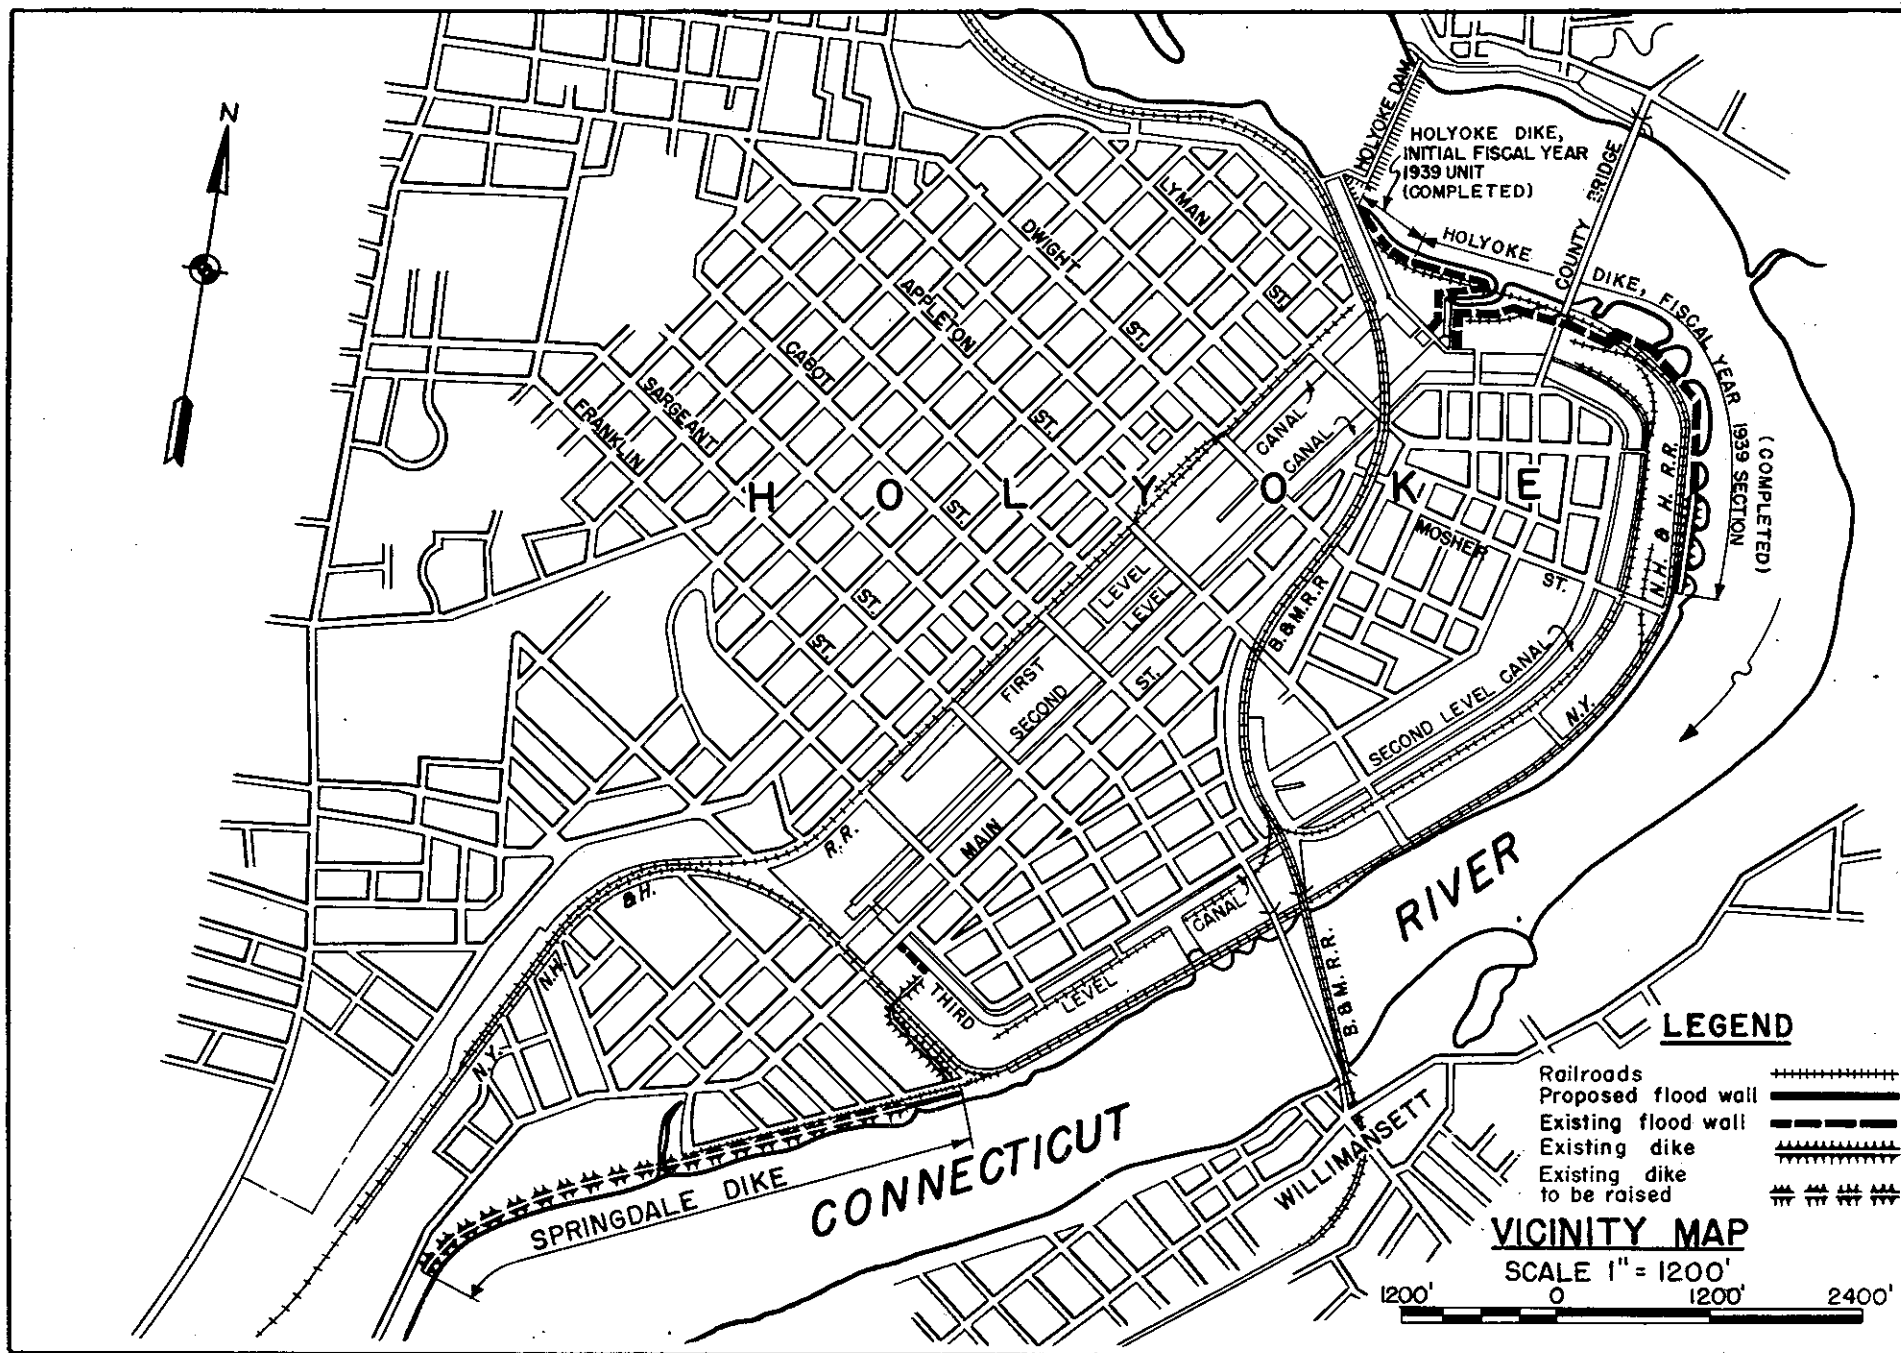 N
HOLYOKE DAM
HOLYOKE DIKE,
INITIAL FISCAL YEAR
1939 UNIT
(COMPLETED)
COUNTY BRIDGE
HOLYOKE DIKE, FISCAL YEAR
1939 SECTION
(COMPLETED)
LYMAN ST.
DWIGHT ST.
APPLETON ST.
CABOT ST.
SARGEANT ST.
FRANKLIN ST.
HOLYOKE
CANAL
CANAL
FIRST LEVEL
SECOND LEVEL
MOSHER ST.
MAIN ST.
B. & M. R. R.
N. H. & H. R.R.
N.Y.
SECOND LEVEL CANAL
R. R.
& H.
N.H.
N.Y.
THIRD LEVEL CANAL
B. & M. R. R.
CONNECTICUT RIVER
SPRINGDALE DIKE
WILLIMANSETT
LEGEND
Railroads
Proposed flood wall
Existing flood wall
Existing dike
Existing dike
to be raised
VICINITY MAP
SCALE 1" = 1200'
1200' 0 1200' 2400'